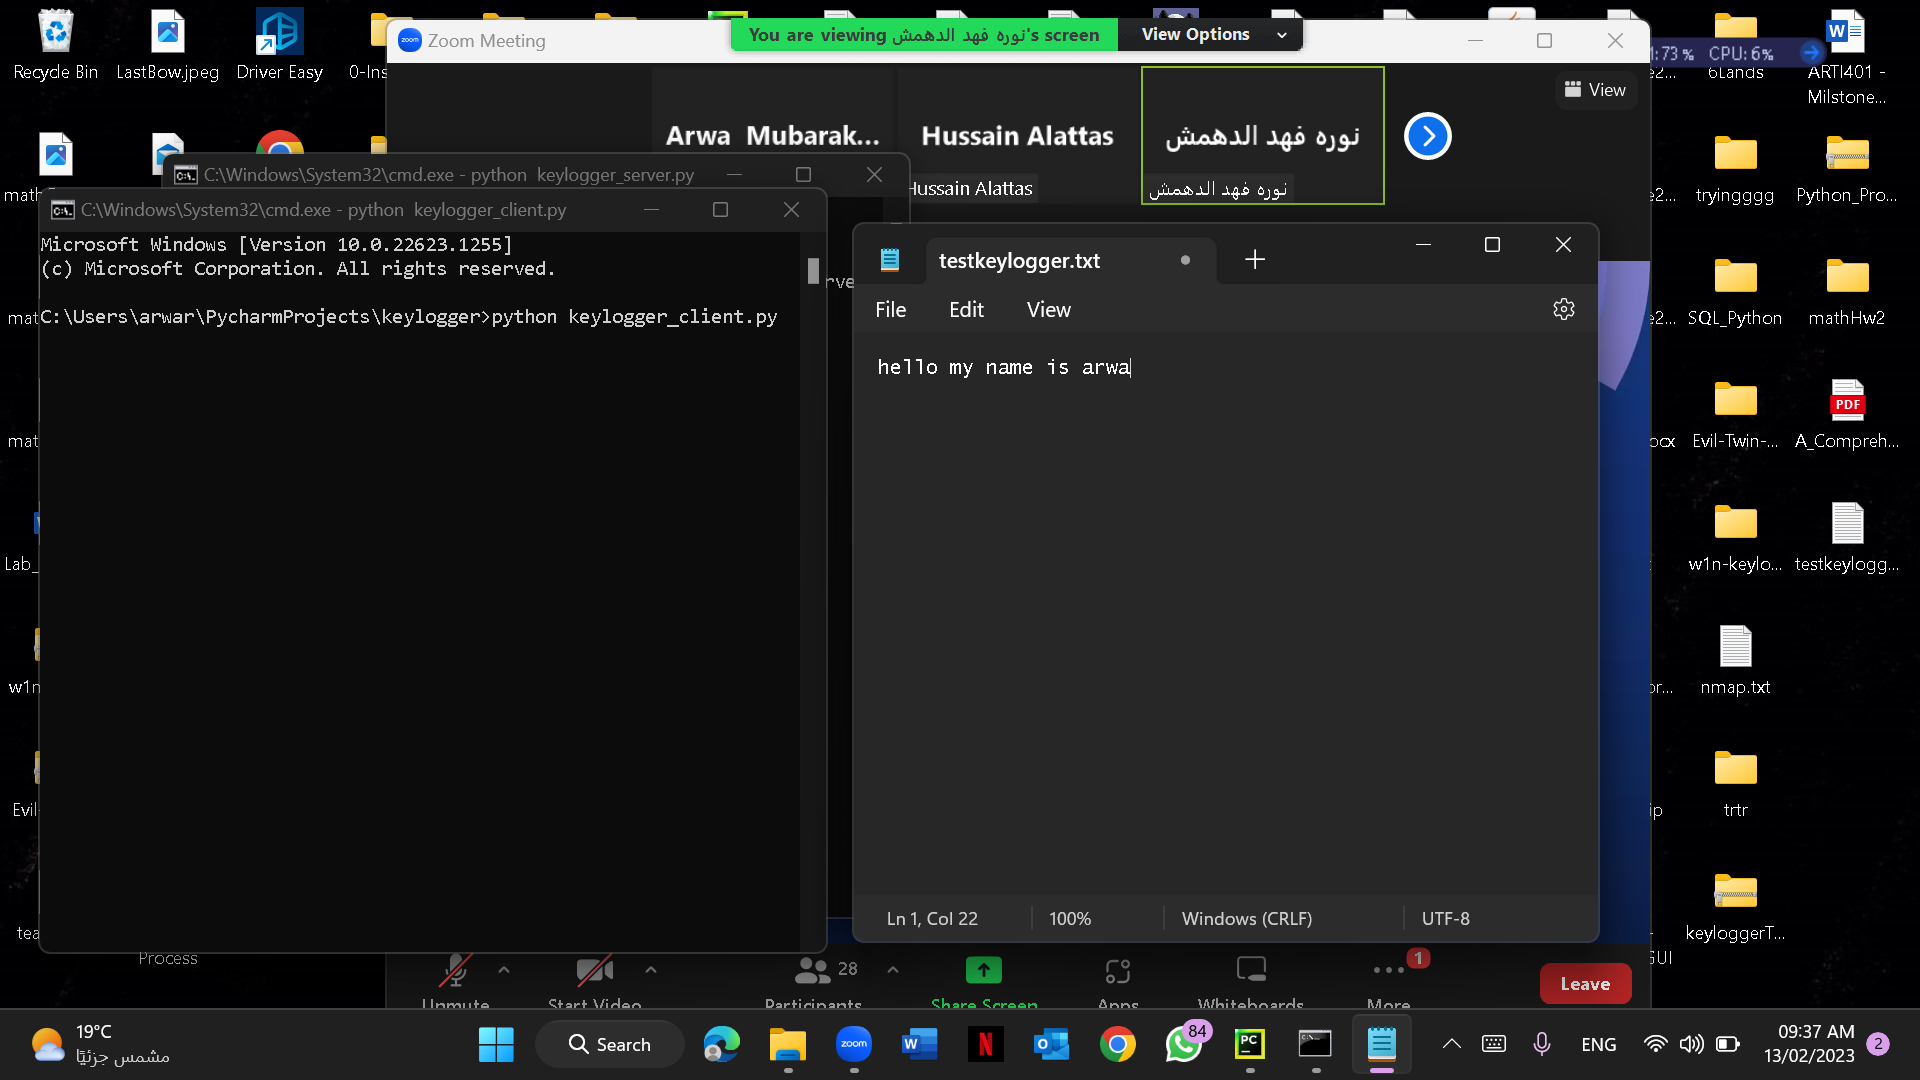 Recycle Bin
LastBow.jpeg
Driver Easy
0-Ins
Zoom Meeting
You are viewing نوره فهد الدهمش's screen
View Options
73 %
CPU: 6%
6Lands
ARTI401 -
Milstone...
View
Arwa Mubarak...
Hussain Alattas
نوره فهد الدهمش
Hussain Alattas
نوره فهد الدهمش
C:\Windows\System32\cmd.exe - python keylogger_server.py
C:\Windows\System32\cmd.exe - python keylogger_client.py
Microsoft Windows [Version 10.0.22623.1255]
(c) Microsoft Corporation. All rights reserved.
C:\Users\arwar\PycharmProjects\keylogger>python keylogger_client.py
testkeylogger.txt
File
Edit
View
hello my name is arwa
Ln 1, Col 22
100%
Windows (CRLF)
UTF-8
tryingggg
Python_Pro...
SQL_Python
mathHw2
Evil-Twin-...
A_Compreh...
PDF
w1n-keylo...
testkeylogg...
nmap.txt
trtr
keyloggerT...
Lab_
w1n
Evil
Process
Unmute
Start Video
28
Participants
Share Screen
Apps
Whiteboards
1
More
Leave
19°C
مشمس جزئيًا
Search
zoom
84
ENG
09:37 AM
13/02/2023
2